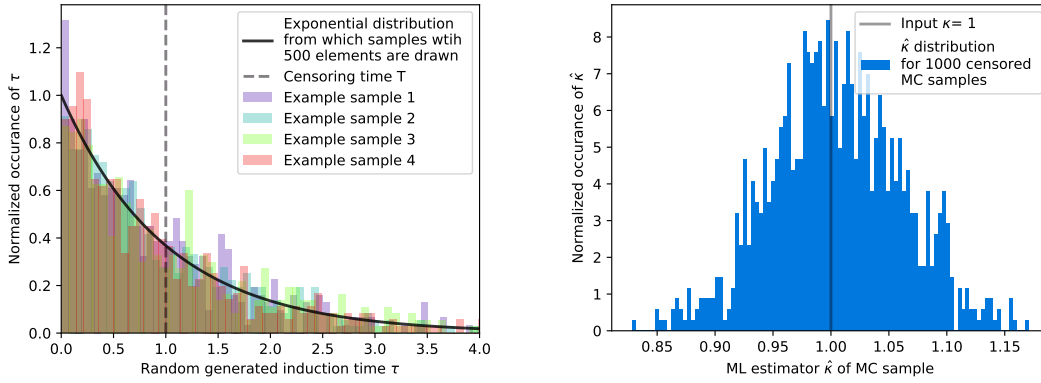 Normalized occurance of τ
1.2
1.0
0.8
0.6
0.4
0.2
0.0
0.0 0.5 1.0 1.5 2.0 2.5 3.0 3.5 4.0
Random generated induction time τ
Exponential distribution
from which samples wtih
500 elements are drawn
Censoring time T
Example sample 1
Example sample 2
Example sample 3
Example sample 4
Normalized occurance of κ̂
8
7
6
5
4
3
2
1
0
0.85 0.90 0.95 1.00 1.05 1.10 1.15
ML estimator κ̂ of MC sample
Input κ= 1
κ̂ distribution
for 1000 censored
MC samples